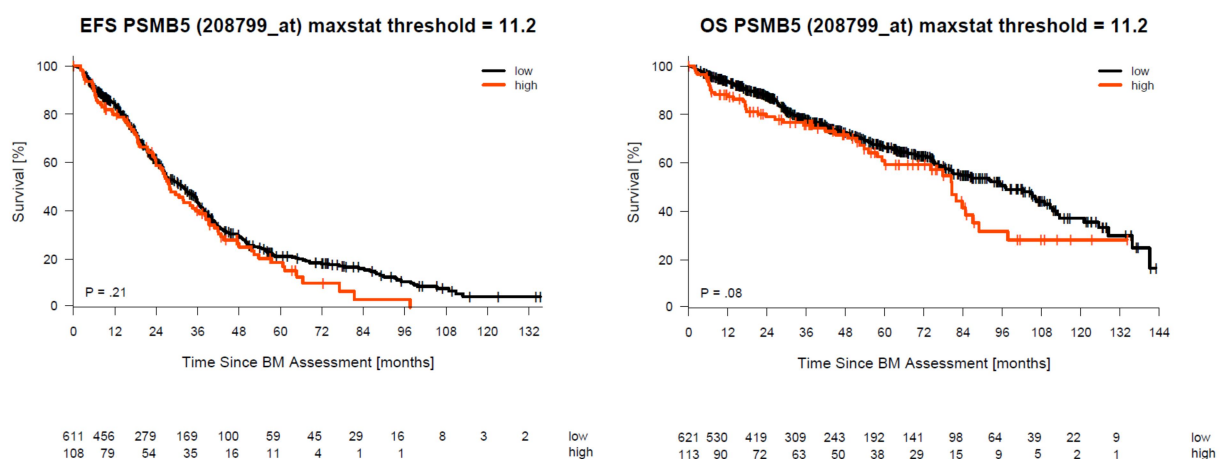 EFS PSMB5 (208799_at) maxstat threshold = 11.2
100
80
60
40
20
0
Survival [%]
low
high
P = .21
0 12 24 36 48 60 72 84 96 108 120 132
Time Since BM Assessment [months]
611 456 279 169 100 59 45 29 16 8 3 2 low
108 79 54 35 16 11 4 1 1 high
OS PSMB5 (208799_at) maxstat threshold = 11.2
100
80
60
40
20
0
Survival [%]
low
high
P = .08
0 12 24 36 48 60 72 84 96 108 120 132 144
Time Since BM Assessment [months]
621 530 419 309 243 192 141 98 64 39 22 9 low
113 90 72 63 50 38 29 15 9 5 2 1 high